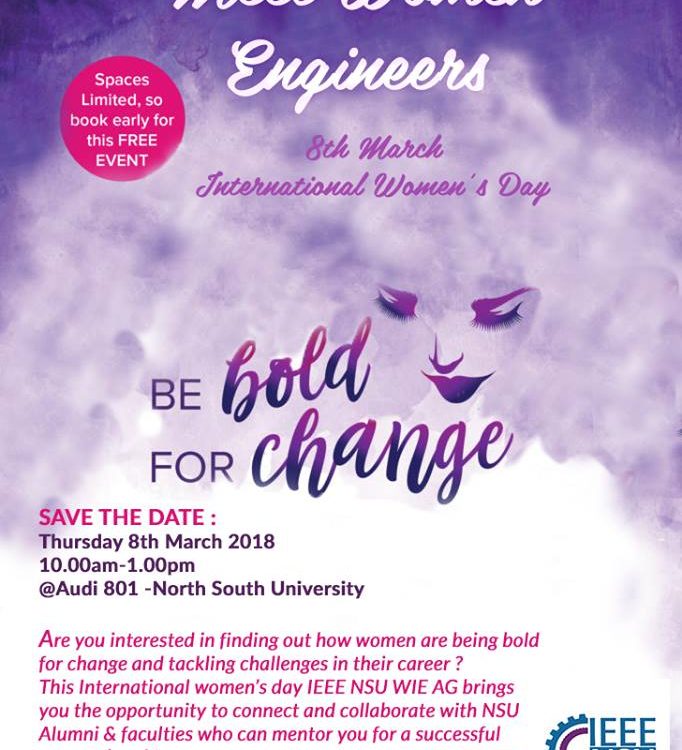 Meet Women
Engineers
Spaces
Limited, so
book early for
this FREE
EVENT
8th March
International Women's Day
BE bold
FOR change
SAVE THE DATE :
Thursday 8th March 2018
10.00am-1.00pm
@Audi 801 -North South University
Are you interested in finding out how women are being bold
for change and tackling challenges in their career ?
This International women's day IEEE NSU WIE AG brings
you the opportunity to connect and collaborate with NSU
Alumni & faculties who can mentor you for a successful
IEEE